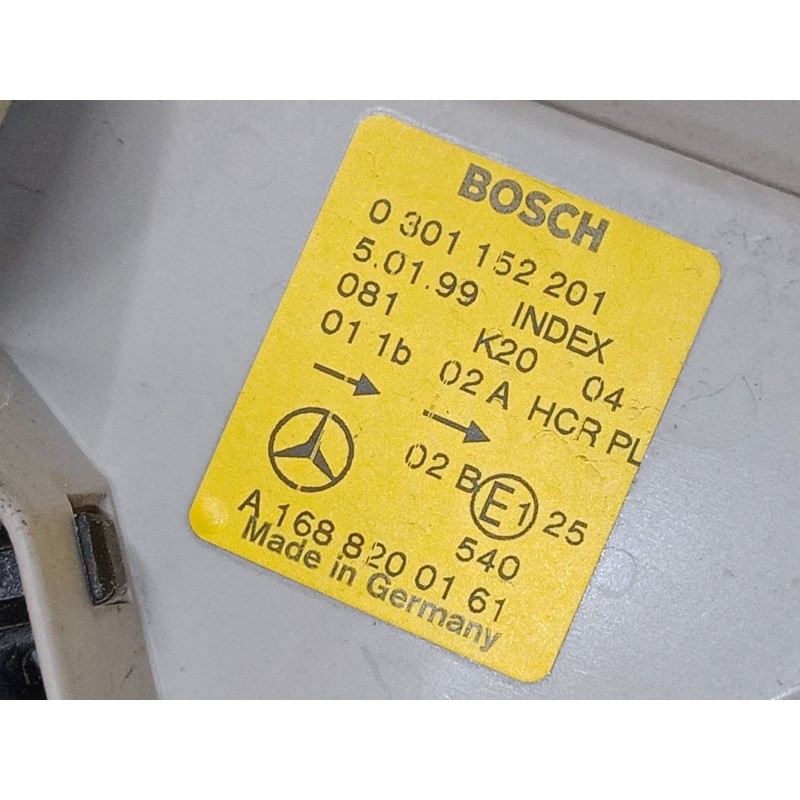 BOSCH
0 301 152 201
5.01.99 INDEX
081 K20 04
01 1b 02 A HCR PL
02 B E1 25
540
A 168 820 01 61
Made in Germany